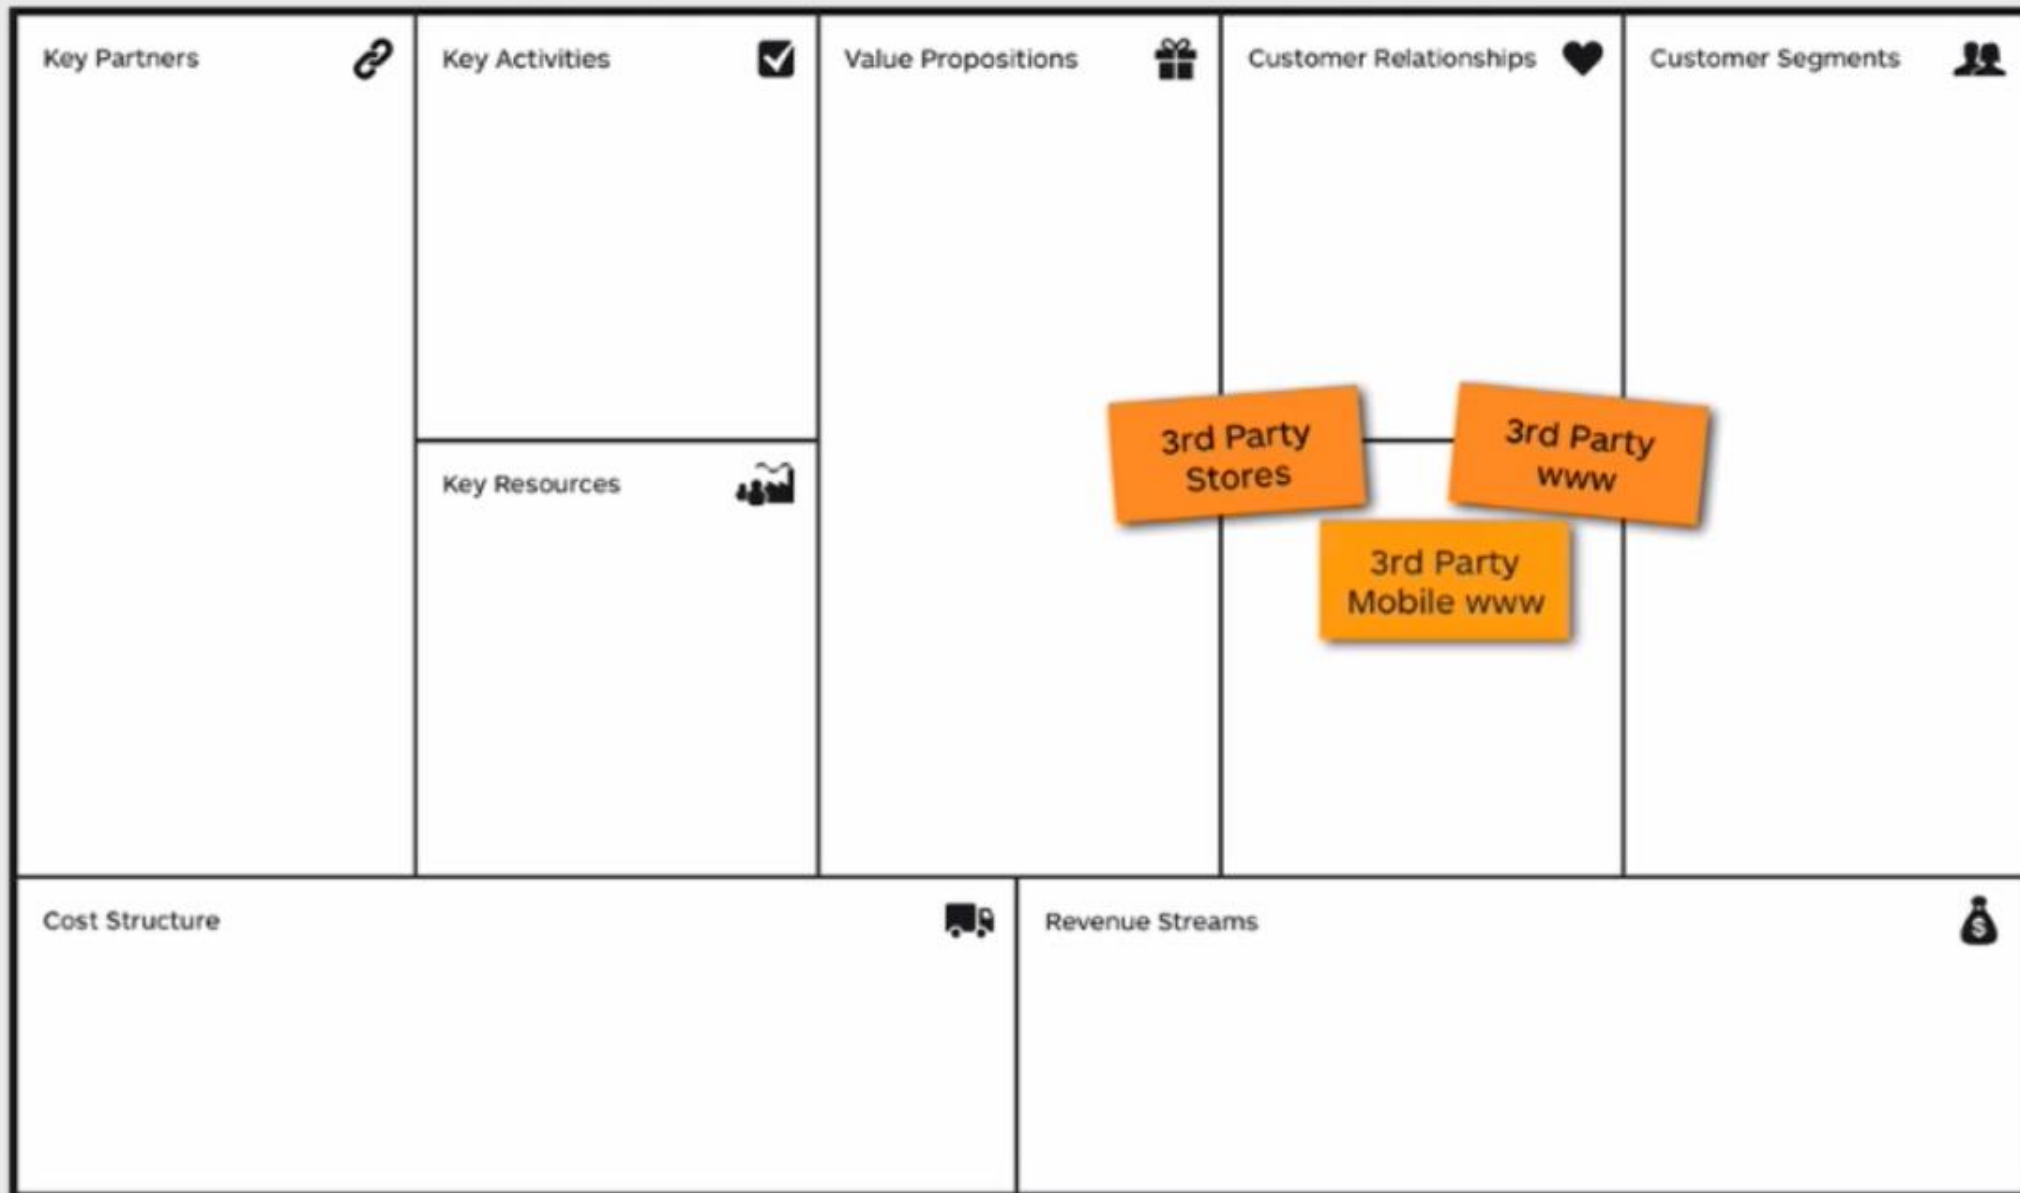 Key Partners
Key Activities
Value Propositions
Customer Relationships
Customer Segments
3rd Party
Stores
3rd Party
www
3rd Party
Mobile www
Key Resources
Cost Structure
Revenue Streams
$